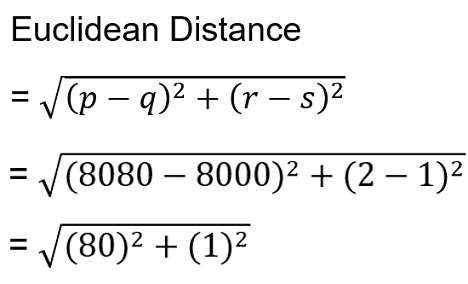 Euclidean Distance
= √(p − q)² + (r − s)²
= √(8080 − 8000)² + (2 − 1)²
= √(80)² + (1)²